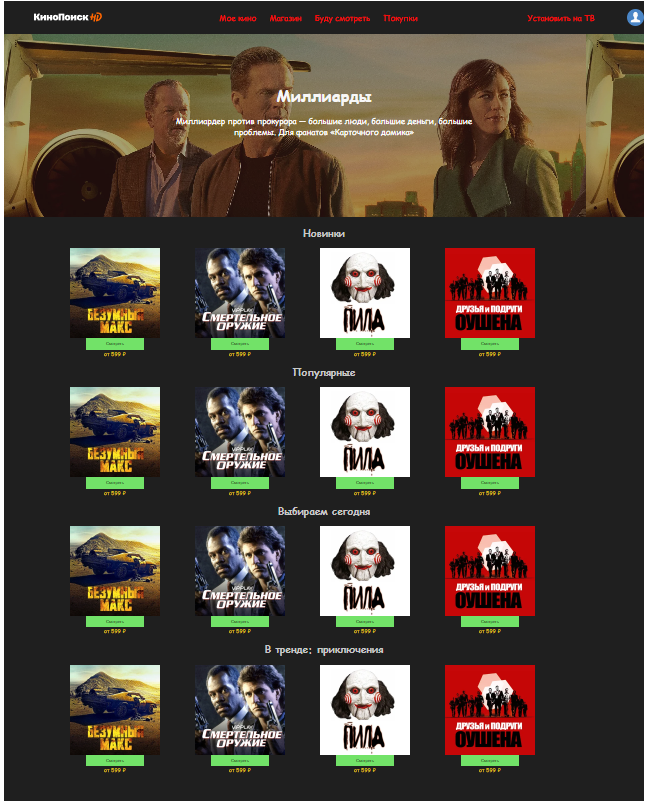 КиноПоиск HD
Мое кино Магазин Буду смотреть Покупки Установить на ТВ
Миллиарды
Миллиардер против прокурора — большие люди, большие деньги, большие
проблемы. Для фанатов «Карточного домика»
Новинки
БЕЗУМНЫЙ
МАКС
VIPPLAY
СМЕРТЕЛЬНОЕ
ОРУЖИЕ
ПИЛА
ДРУЗЬЯ И ПОДРУГИ
ОУШЕНА
Смотреть Смотреть Смотреть Смотреть
от 599 ₽ от 599 ₽ от 599 ₽ от 599 ₽
Популярные
БЕЗУМНЫЙ
МАКС
VIPPLAY
СМЕРТЕЛЬНОЕ
ОРУЖИЕ
ПИЛА
ДРУЗЬЯ И ПОДРУГИ
ОУШЕНА
Смотреть Смотреть Смотреть Смотреть
от 599 ₽ от 599 ₽ от 599 ₽ от 599 ₽
Выбираем сегодня
БЕЗУМНЫЙ
МАКС
VIPPLAY
СМЕРТЕЛЬНОЕ
ОРУЖИЕ
ПИЛА
ДРУЗЬЯ И ПОДРУГИ
ОУШЕНА
Смотреть Смотреть Смотреть Смотреть
от 599 ₽ от 599 ₽ от 599 ₽ от 599 ₽
В тренде: приключения
БЕЗУМНЫЙ
МАКС
VIPPLAY
СМЕРТЕЛЬНОЕ
ОРУЖИЕ
ПИЛА
ДРУЗЬЯ И ПОДРУГИ
ОУШЕНА
Смотреть Смотреть Смотреть Смотреть
от 599 ₽ от 599 ₽ от 599 ₽ от 599 ₽